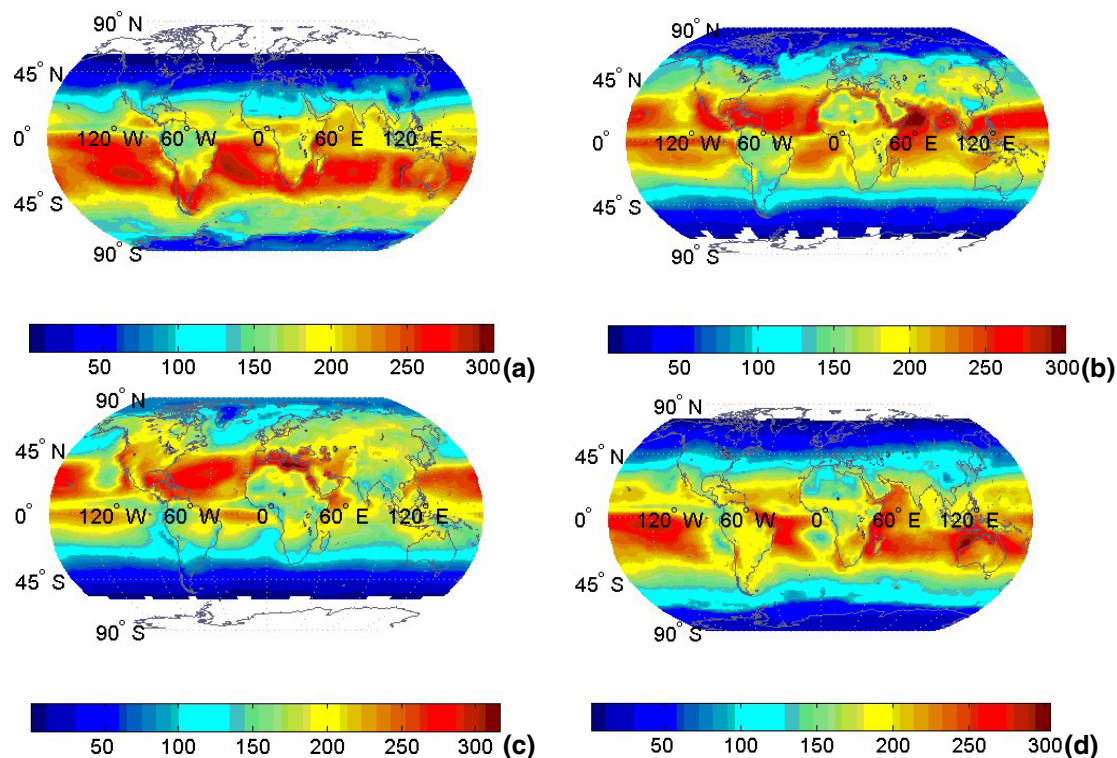 90° N
45° N
0°
120° W 60° W 0° 60° E 120° E
45° S
90° S
50 100 150 200 250 300 (a)
90° N
45° N
0°
120° W 60° W 0° 60° E 120° E
45° S
90° S
50 100 150 200 250 300 (b)
90° N
45° N
0°
120° W 60° W 0° 60° E 120° E
45° S
90° S
50 100 150 200 250 300 (c)
90° N
45° N
0°
120° W 60° W 0° 60° E 120° E
45° S
90° S
50 100 150 200 250 300 (d)